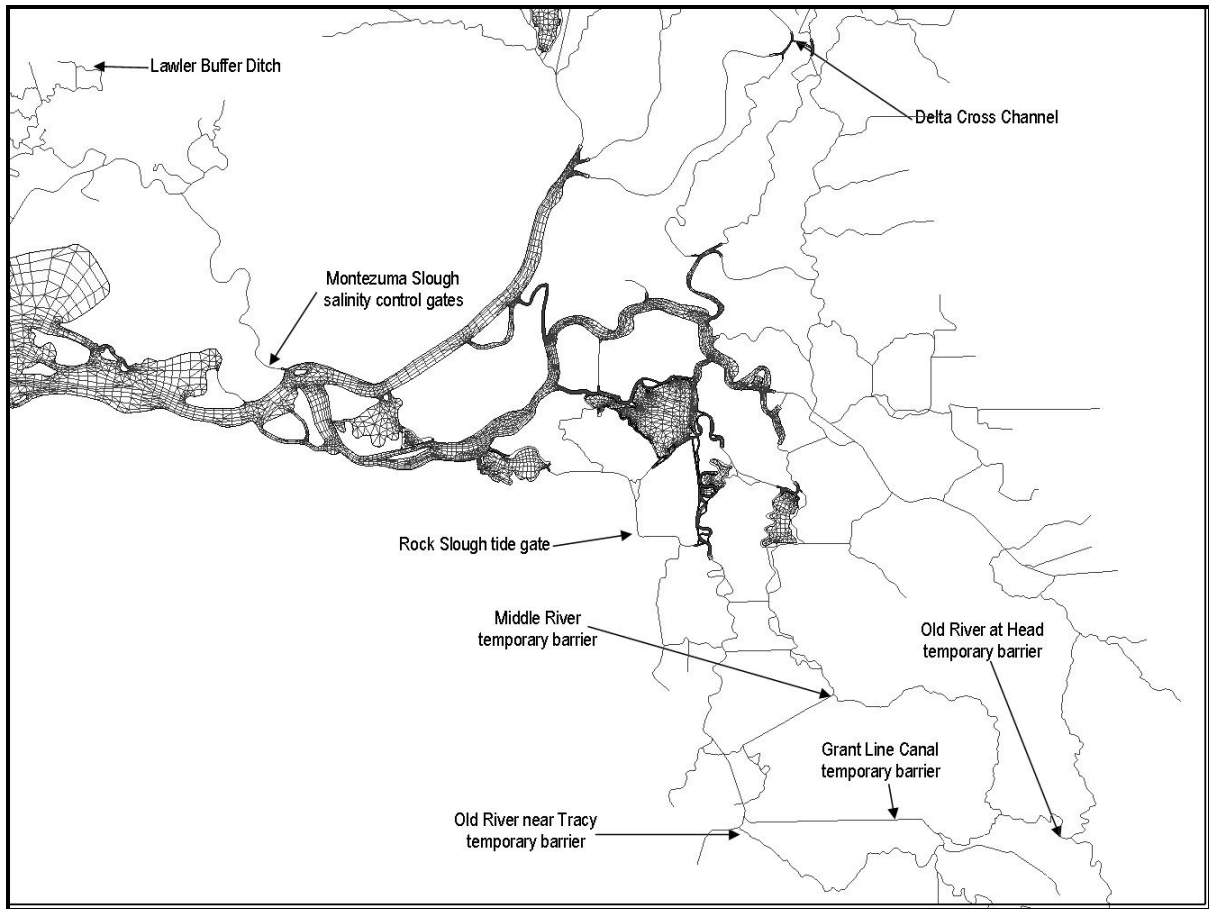 Lawler Buffer Ditch
Delta Cross Channel
Montezuma Slough
salinity control gates
Rock Slough tide gate
Middle River
temporary barrier
Old River at Head
temporary barrier
Grant Line Canal
temporary barrier
Old River near Tracy
temporary barrier